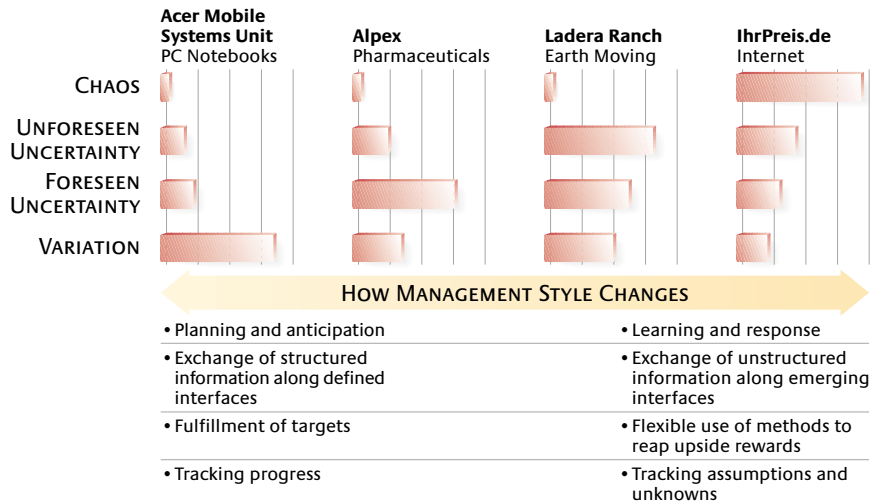 Acer Mobile
Systems Unit
PC Notebooks
Alpex
Pharmaceuticals
Ladera Ranch
Earth Moving
IhrPreis.de
Internet
CHAOS
UNFORESEEN
UNCERTAINTY
FORESEEN
UNCERTAINTY
VARIATION
HOW MANAGEMENT STYLE CHANGES
• Planning and anticipation
• Learning and response
• Exchange of structured
information along defined
interfaces
• Exchange of unstructured
information along emerging
interfaces
• Fulfillment of targets
• Flexible use of methods to
reap upside rewards
• Tracking progress
• Tracking assumptions and
unknowns